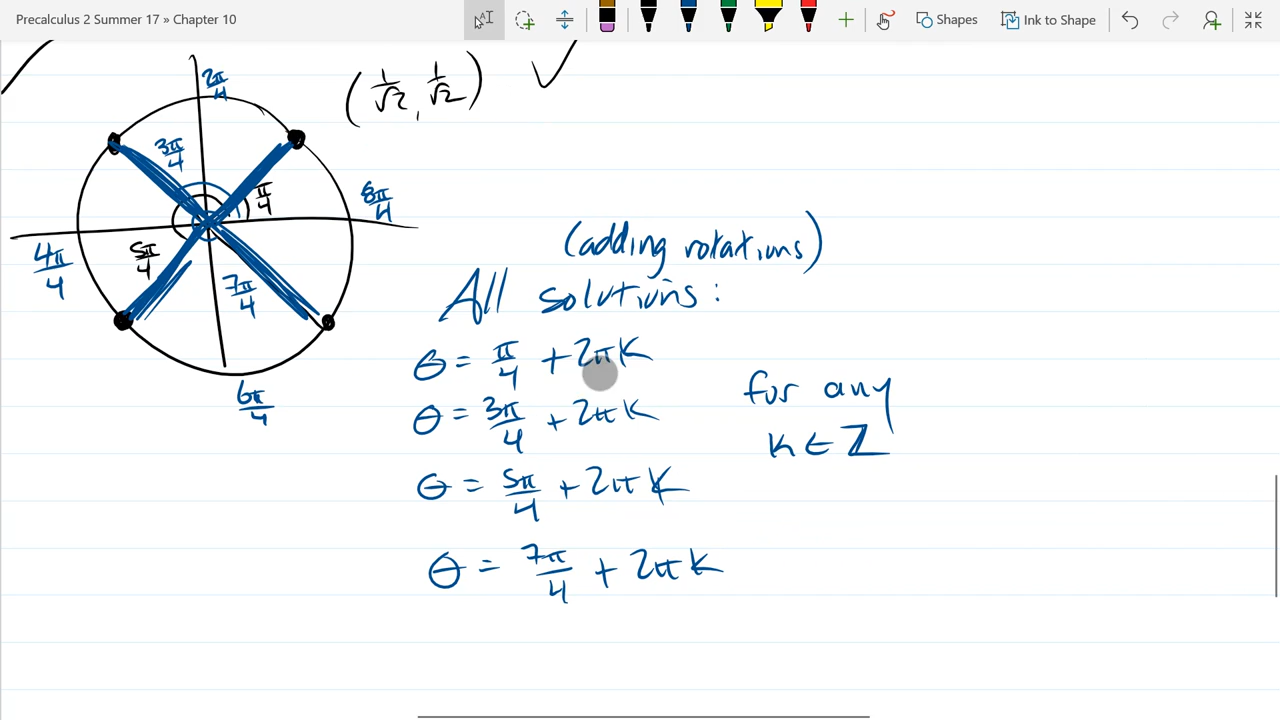 Precalculus 2 Summer 17 » Chapter 10
Shapes
Ink to Shape
(1/√2, 1/√2) ✓
2π/4
3π/4
π/4
8π/4
4π/4
5π/4
7π/4
6π/4
(adding rotations)
All solutions:
θ = π/4 + 2πk
θ = 3π/4 + 2πk
for any
k ∈ ℤ
θ = 5π/4 + 2πk
θ = 7π/4 + 2πk